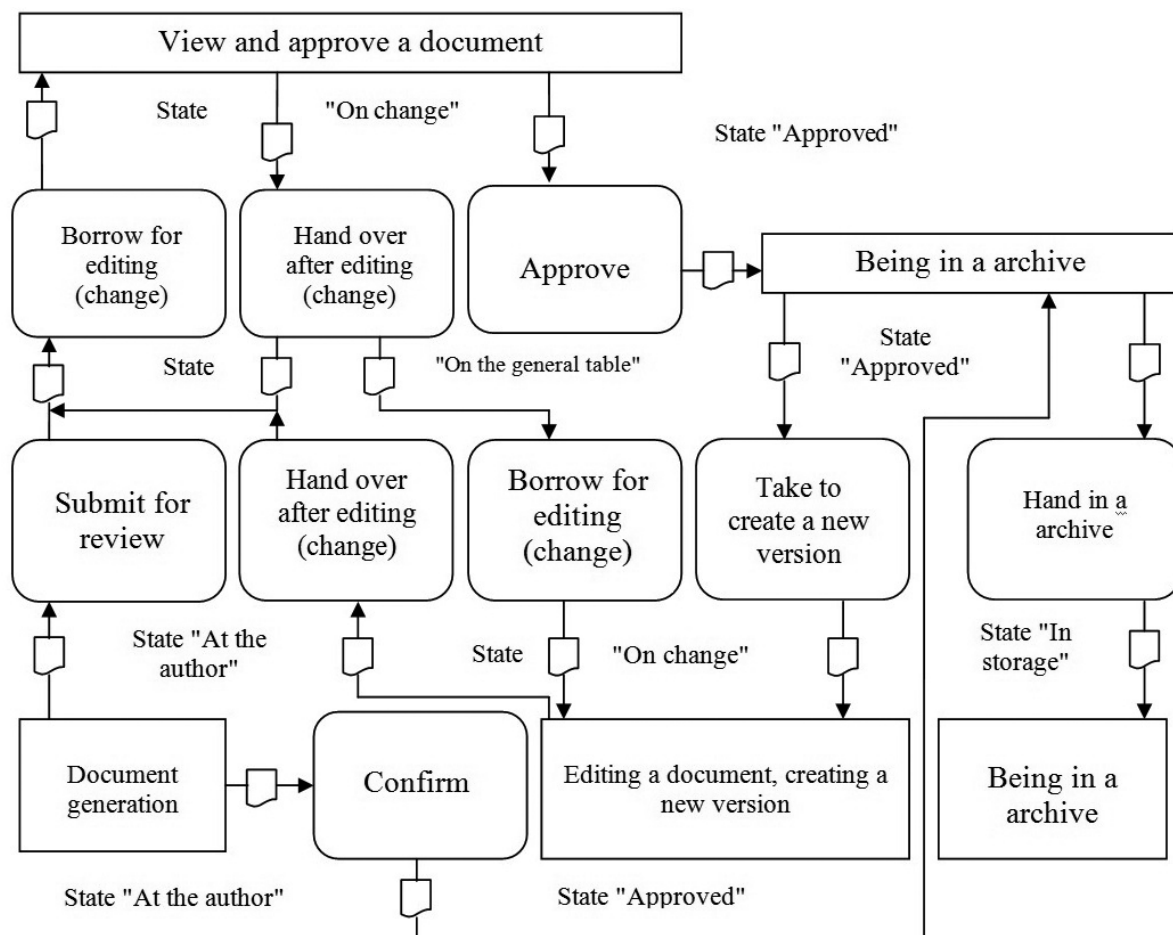 View and approve a document
State
"On change"
State "Approved"
Borrow for
editing
(change)
Hand over
after editing
(change)
Approve
Being in a archive
State
"On the general table"
State
"Approved"
Submit for
review
Hand over
after editing
(change)
Borrow for
editing
(change)
Take to
create a new
version
Hand in a
archive
State "At the
author"
State
"On change"
State "In
storage"
Document
generation
Confirm
Editing a document, creating a
new version
Being in a
archive
State "At the author"
State "Approved"